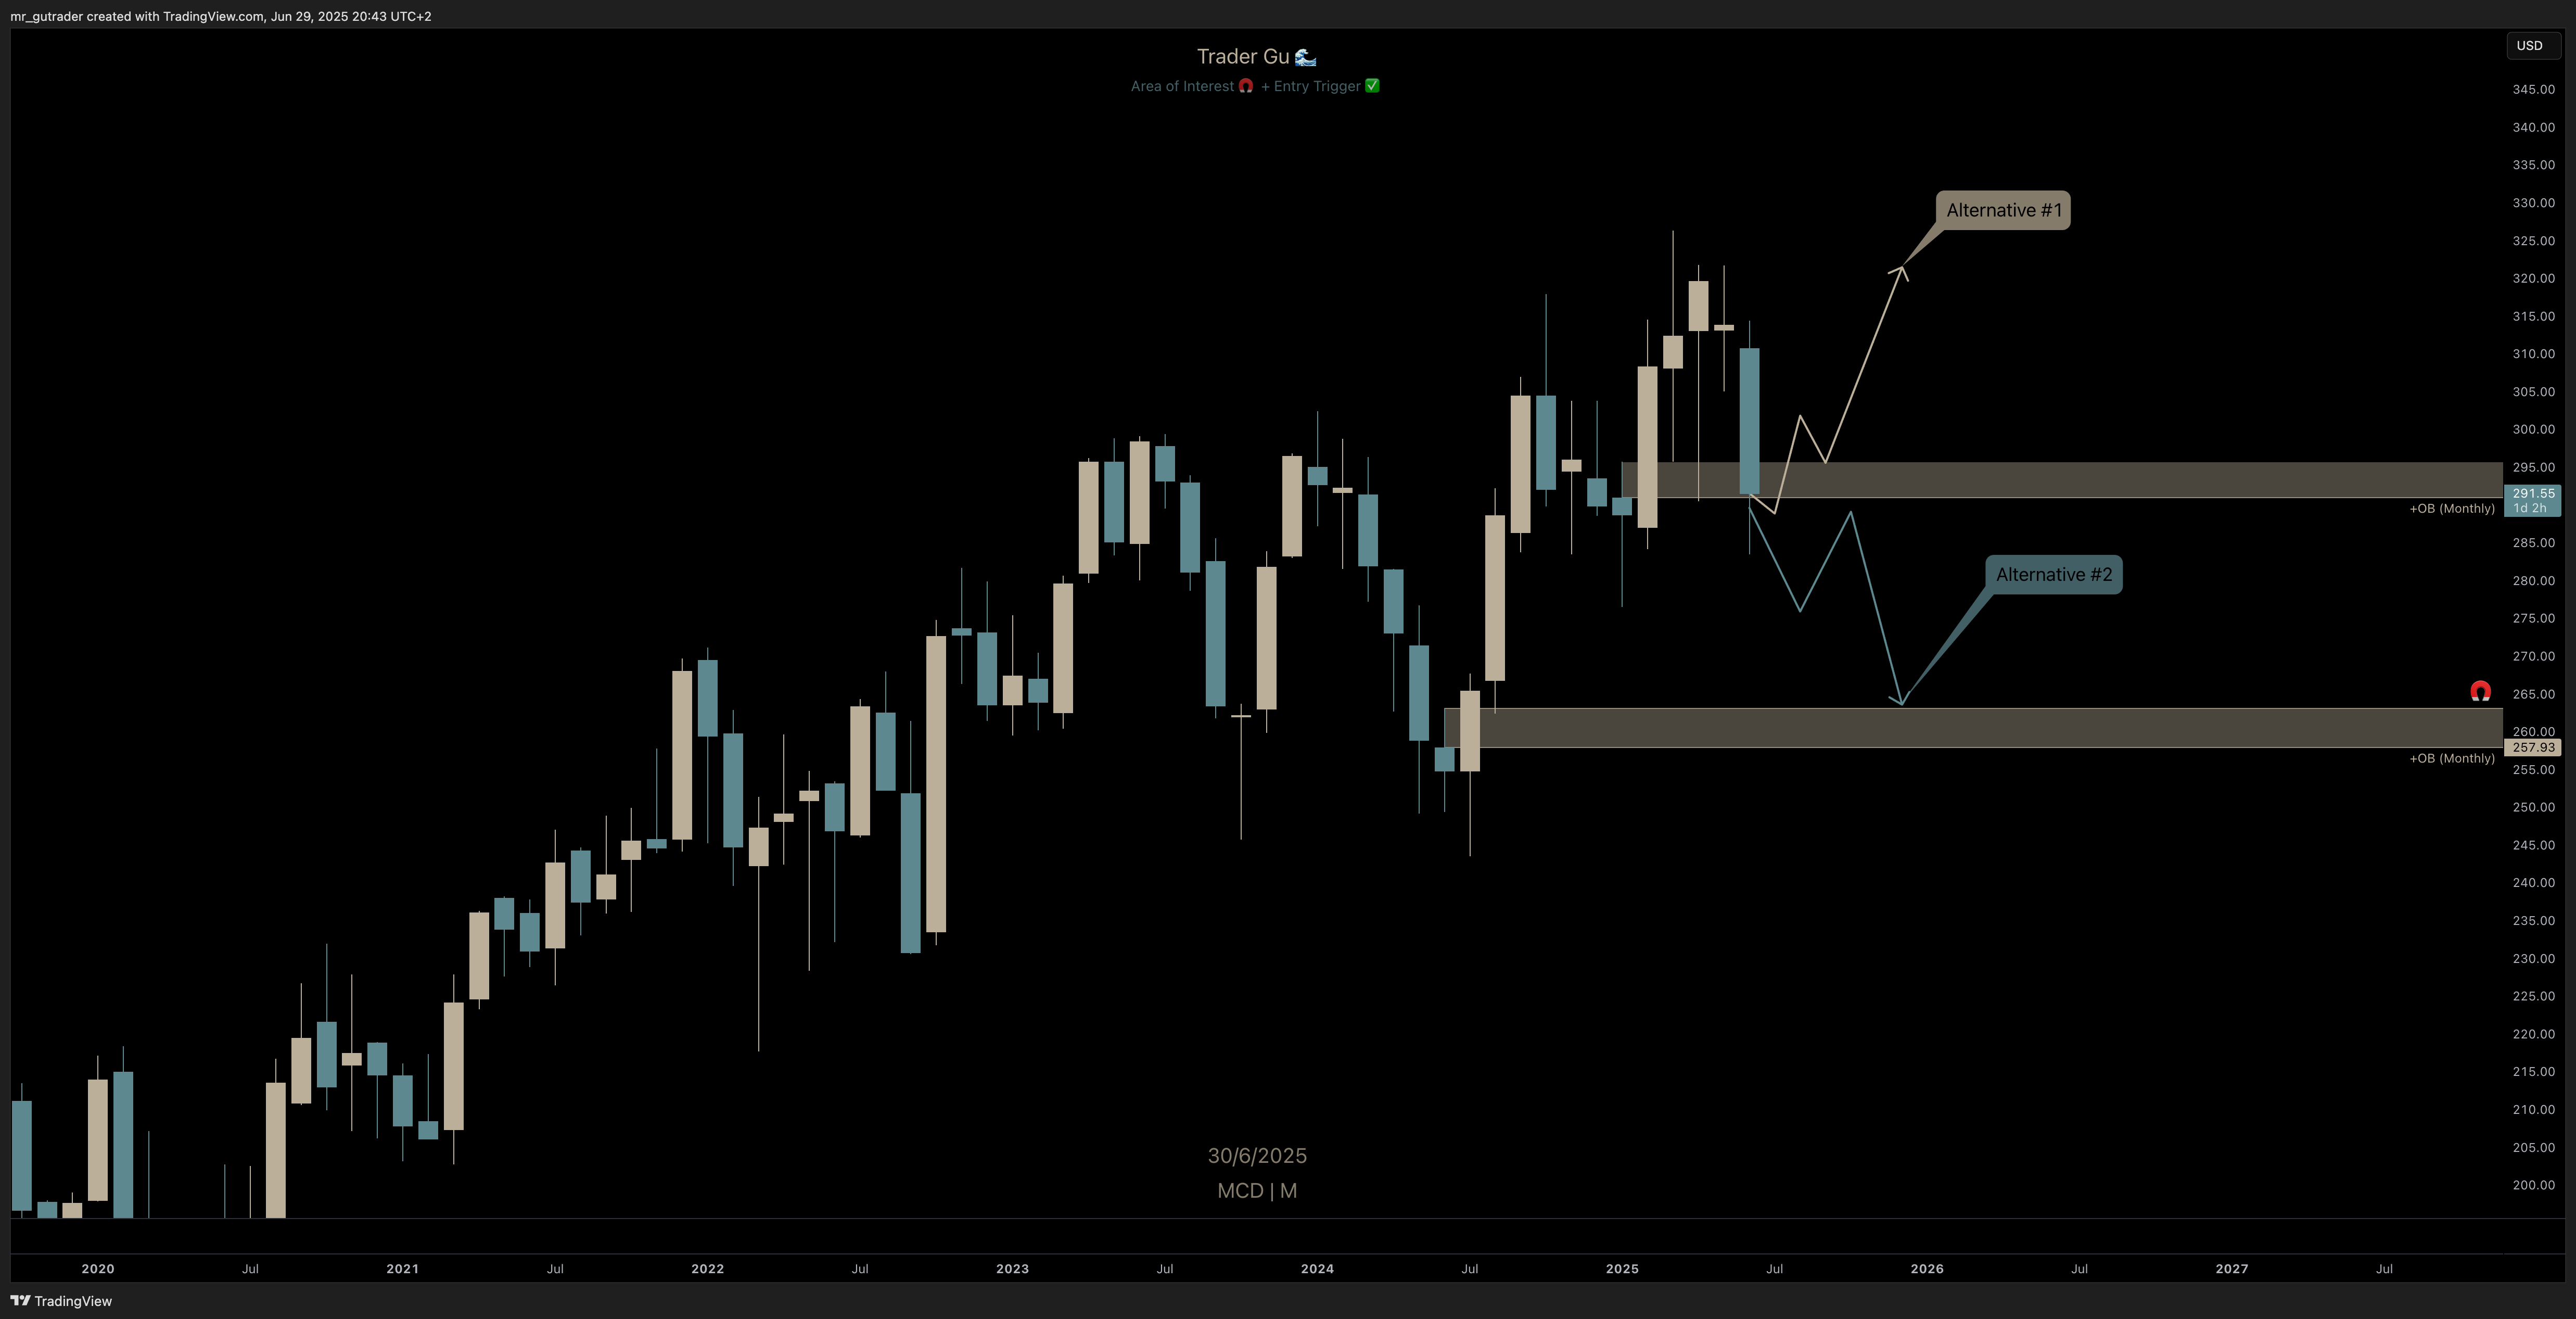 mr_gutrader created with TradingView.com, Jun 29, 2025 20:43 UTC+2
Trader Gu 🌊
Area of Interest 🧲 + Entry Trigger ✅
USD
345.00
340.00
335.00
330.00
325.00
320.00
315.00
310.00
305.00
300.00
295.00
291.55
1d 2h
285.00
280.00
275.00
270.00
265.00
260.00
257.93
255.00
250.00
245.00
240.00
235.00
230.00
225.00
220.00
215.00
210.00
205.00
200.00
Alternative #1
+OB (Monthly)
Alternative #2
🧲
+OB (Monthly)
30/6/2025
MCD | M
2020 Jul 2021 Jul 2022 Jul 2023 Jul 2024 Jul 2025 Jul 2026 Jul 2027 Jul
TradingView